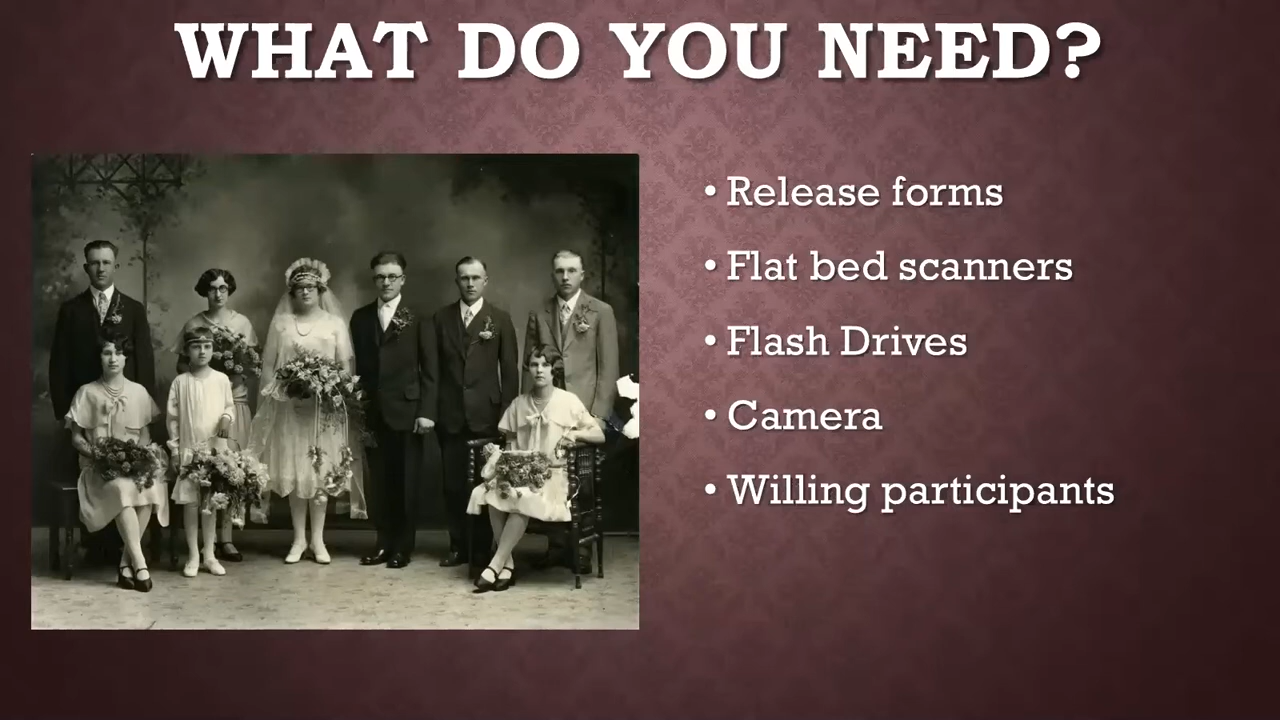 WHAT DO YOU NEED?
• Release forms
• Flat bed scanners
• Flash Drives
• Camera
• Willing participants